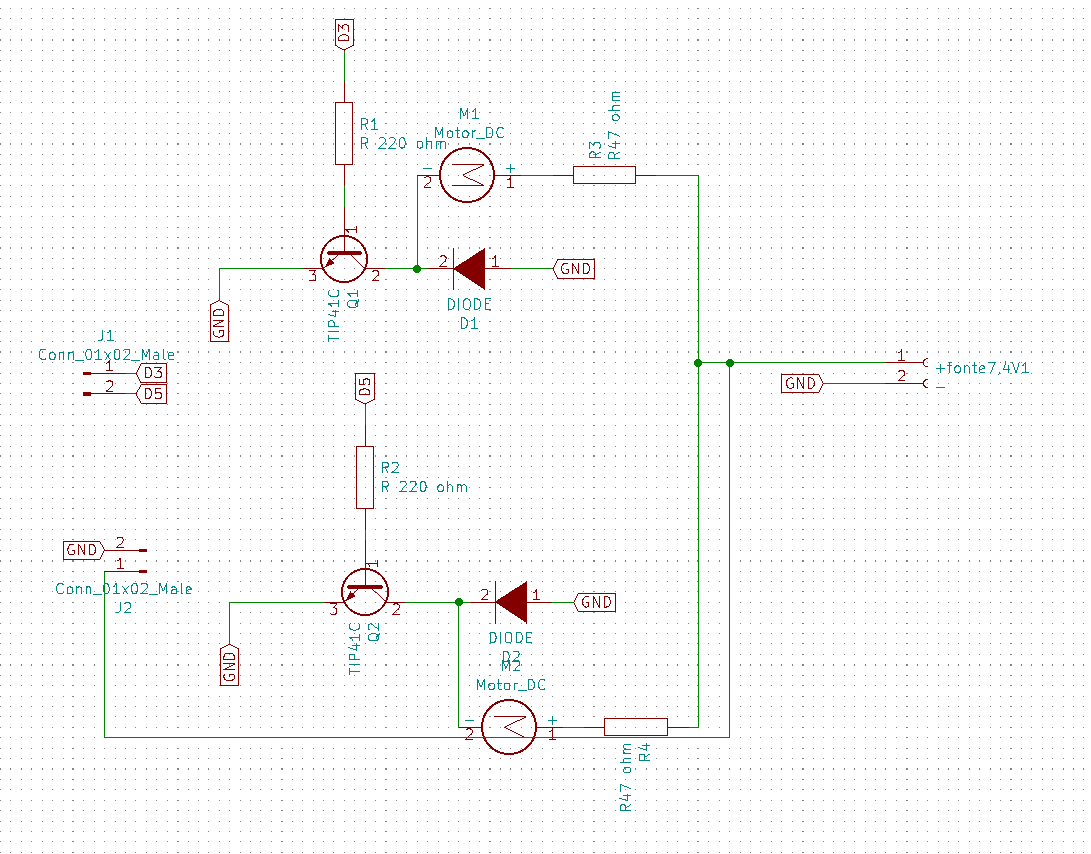 D3
R1
R 220 ohm
M1
Motor_DC
−
2
+
1
R3
R47 ohm
1
3
2
TIP41C
Q1
2
1
GND
DIODE
D1
GND
J1
Conn_01x02_Male
1
D3
2
D5
1
+fonte7,4V1
GND
2
−
D5
R2
R 220 ohm
GND
2
1
Conn_01x02_Male
J2
1
3
2
TIP41C
Q2
2
1
GND
DIODE
D2
GND
M2
Motor_DC
−
2
+
1
R47 ohm
R4